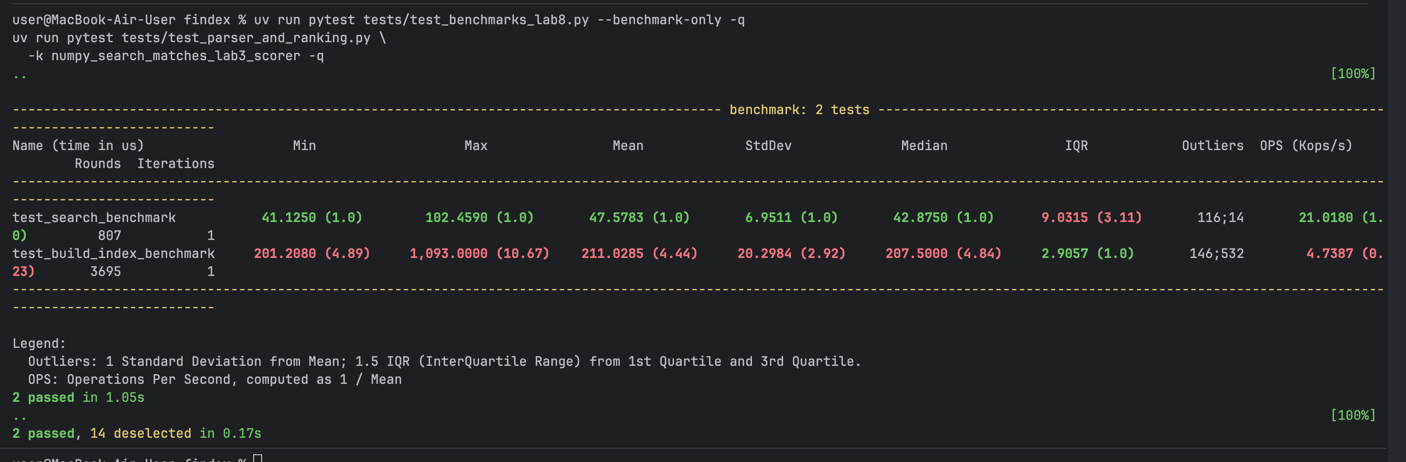 user@MacBook-Air-User findex % uv run pytest tests/test_benchmarks_lab8.py --benchmark-only -q
uv run pytest tests/test_parser_and_ranking.py \
  -k numpy_search_matches_lab3_scorer -q
.. [100%]
---------------------------------------------------------------------------------------- benchmark: 2 tests ---------------------------------------------------------------
--------------------------
Name (time in us) Min Max Mean StdDev Median IQR Outliers OPS (Kops/s)
Rounds Iterations
---------------------------------------------------------------------------------------------------------------------------------------------------------------------------
--------------------------
test_search_benchmark 41.1250 (1.0) 102.4590 (1.0) 47.5783 (1.0) 6.9511 (1.0) 42.8750 (1.0) 9.0315 (3.11) 116;14 21.0180 (1.
0) 807 1
test_build_index_benchmark 201.2080 (4.89) 1,093.0000 (10.67) 211.0285 (4.44) 20.2984 (2.92) 207.5000 (4.84) 2.9057 (1.0) 146;532 4.7387 (0.
23) 3695 1
---------------------------------------------------------------------------------------------------------------------------------------------------------------------------
--------------------------
Legend:
  Outliers: 1 Standard Deviation from Mean; 1.5 IQR (InterQuartile Range) from 1st Quartile and 3rd Quartile.
  OPS: Operations Per Second, computed as 1 / Mean
2 passed in 1.05s
.. [100%]
2 passed, 14 deselected in 0.17s
user@MacBook-Air-User findex %